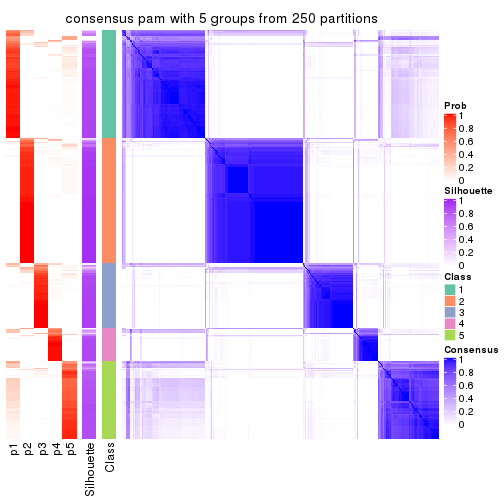 consensus pam with 5 groups from 250 partitions
Prob
1
0.8
0.6
0.4
0.2
0
Silhouette
1
0.8
0.6
0.4
0.2
0
Class
1
2
3
4
5
Consensus
1
0.8
0.6
0.4
0.2
0
p1
p2
p3
p4
p5
Silhouette
Class